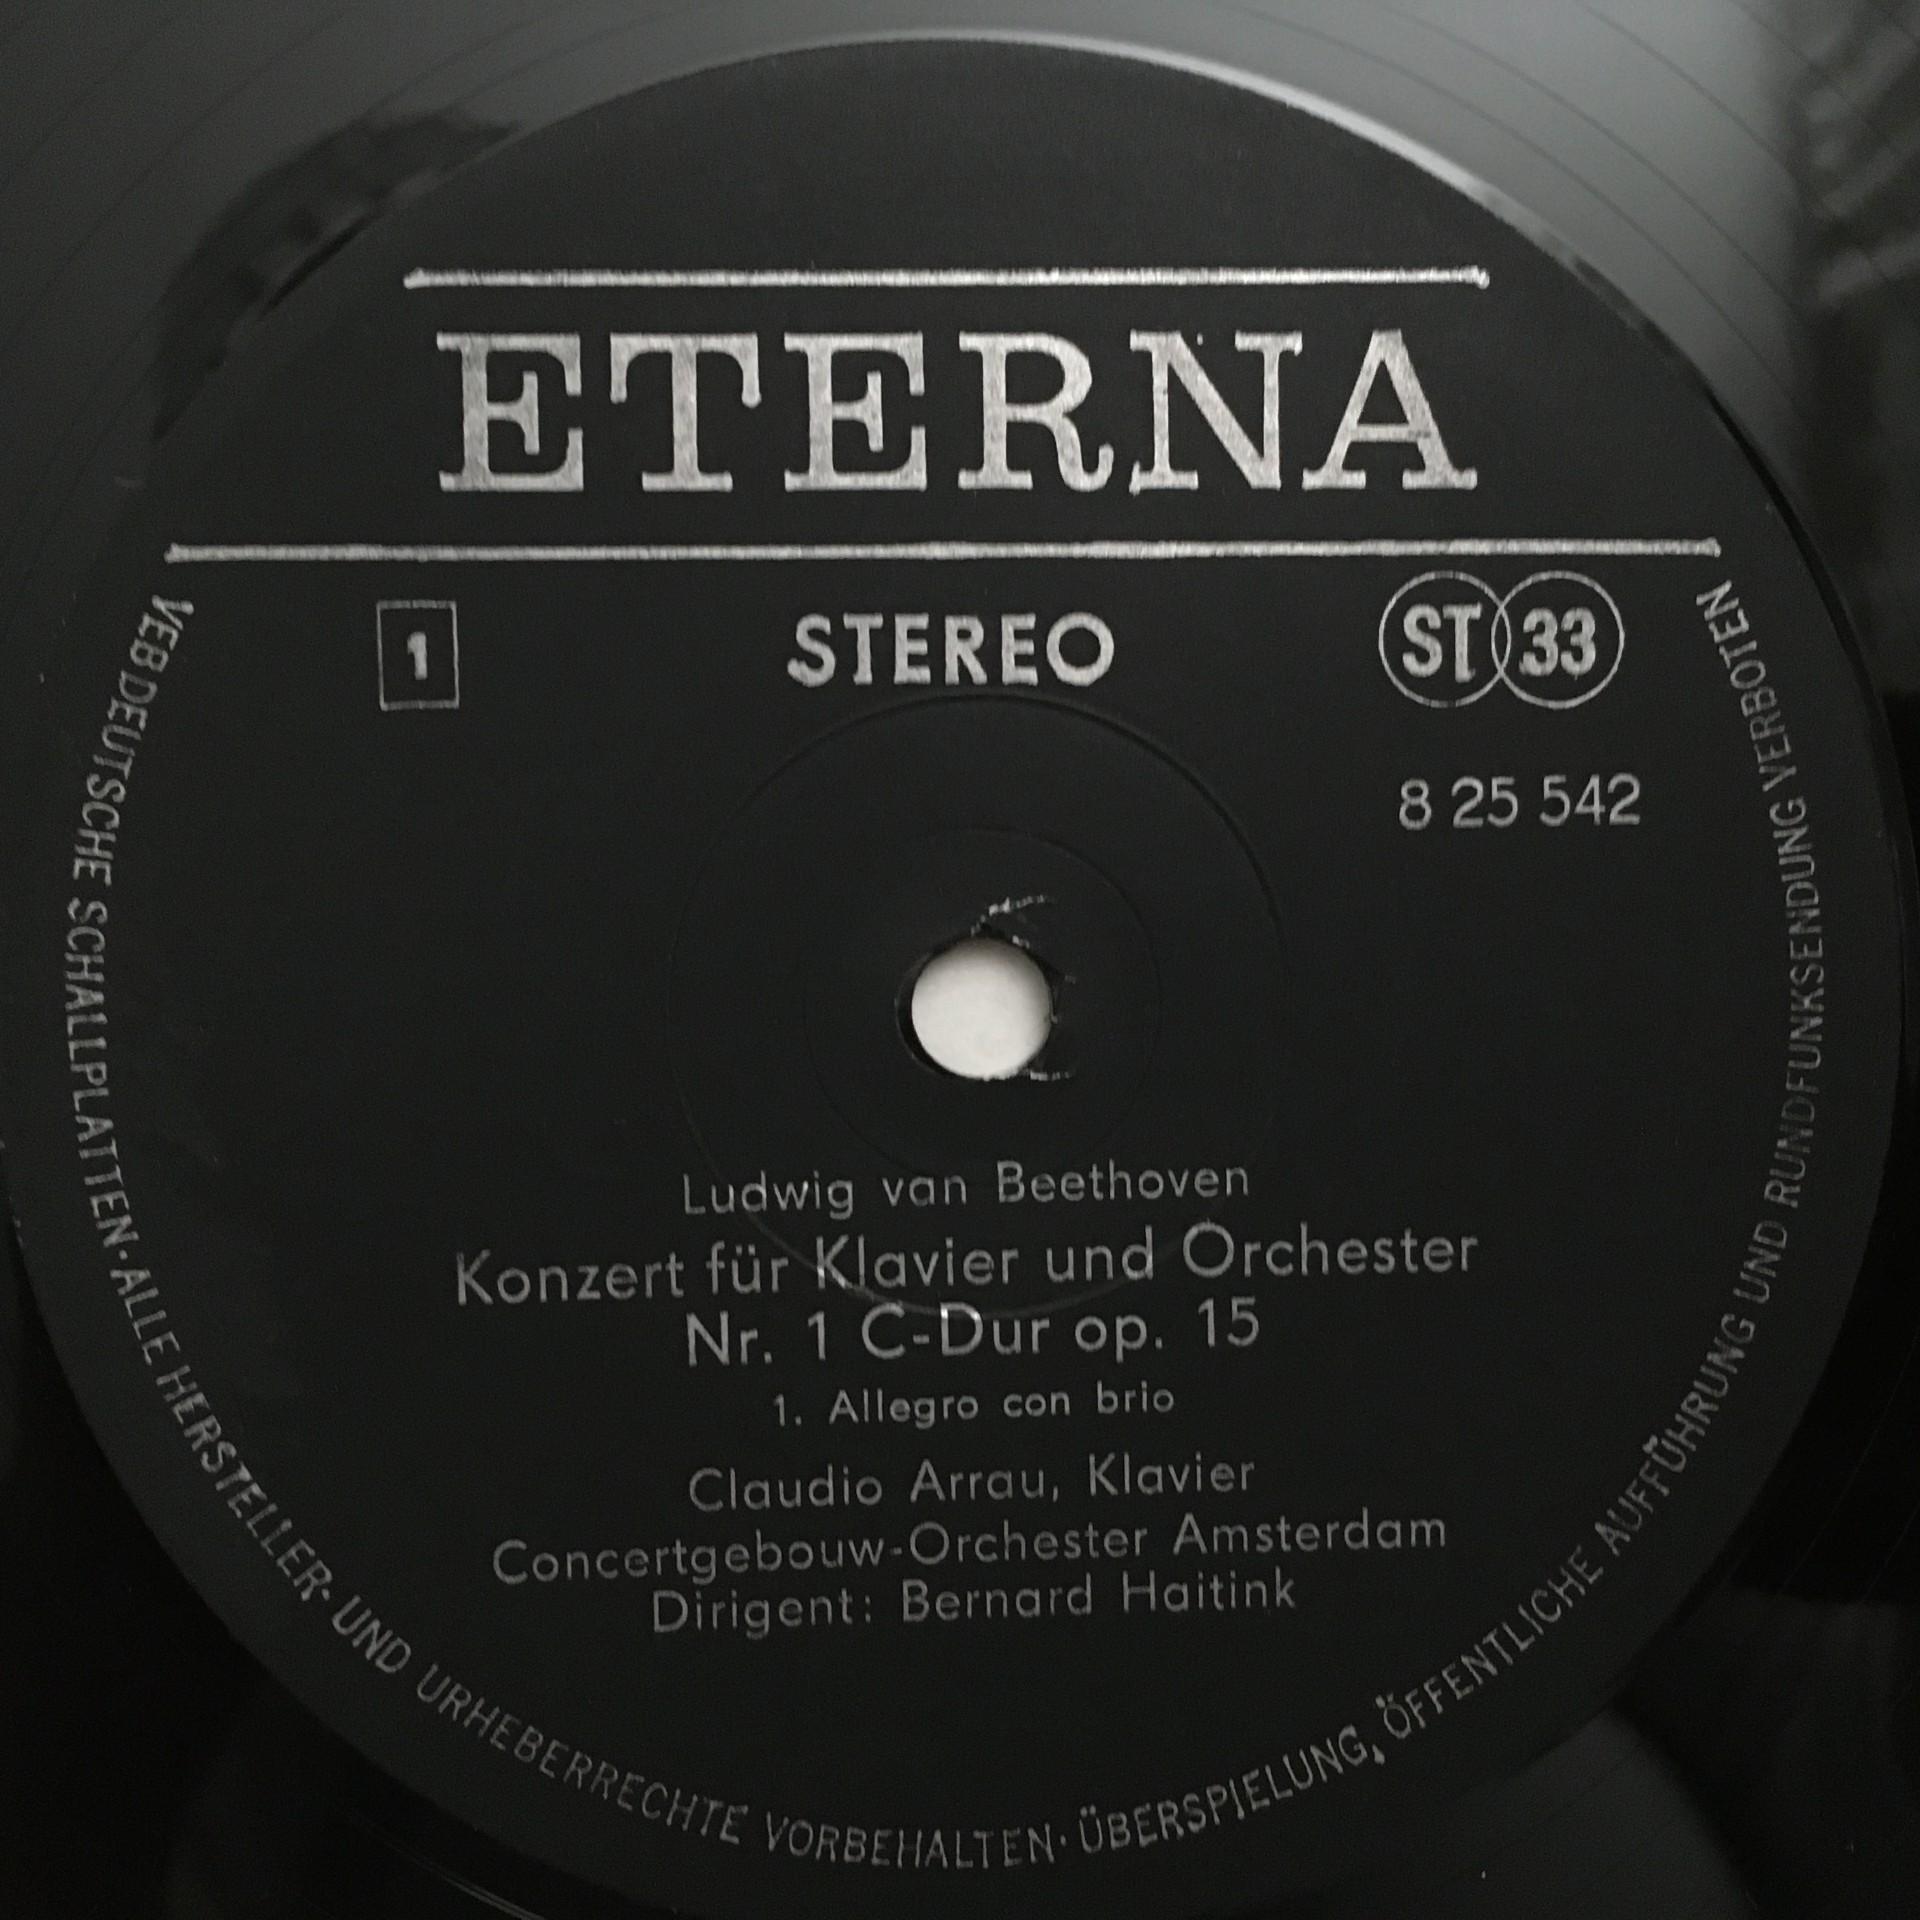 ETERNA
1
STEREO
ST 33
8 25 542
Ludwig van Beethoven
Konzert für Klavier und Orchester
Nr. 1 C-Dur op. 15
1. Allegro con brio
Claudio Arrau, Klavier
Concertgebouw-Orchester Amsterdam
Dirigent: Bernard Haitink
VEB DEUTSCHE SCHALLPLATTEN · ALLE HERSTELLER- UND URHEBERRECHTE VORBEHALTEN · ÜBERSPIELUNG, ÖFFENTLICHE AUFFÜHRUNG UND RUNDFUNKSENDUNG VERBOTEN